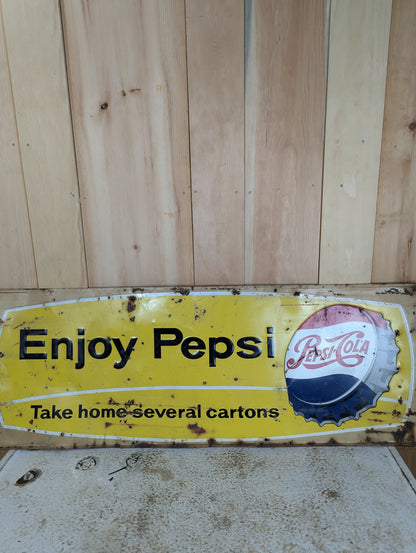 Enjoy Pepsi
PEPSI-COLA
Take home several cartons